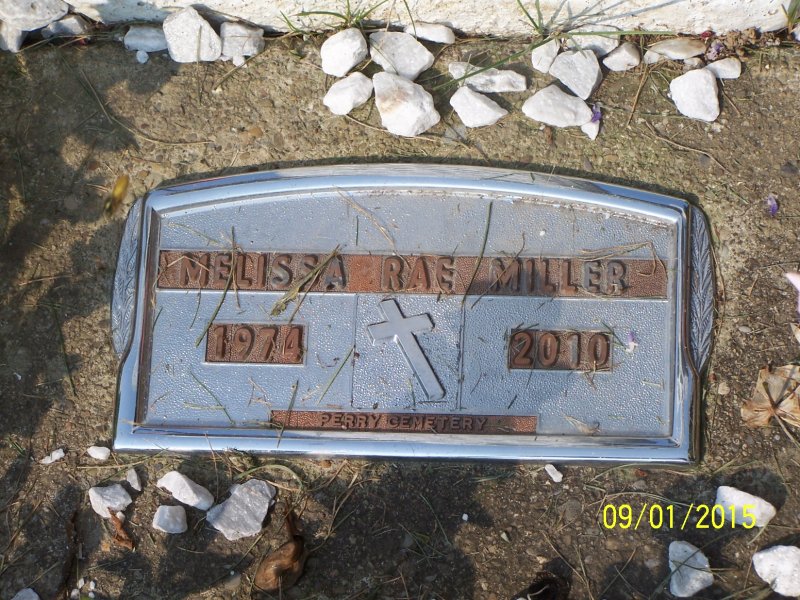 MELISSA RAE MILLER
1974 2010
PERRY CEMETERY
09/01/2015